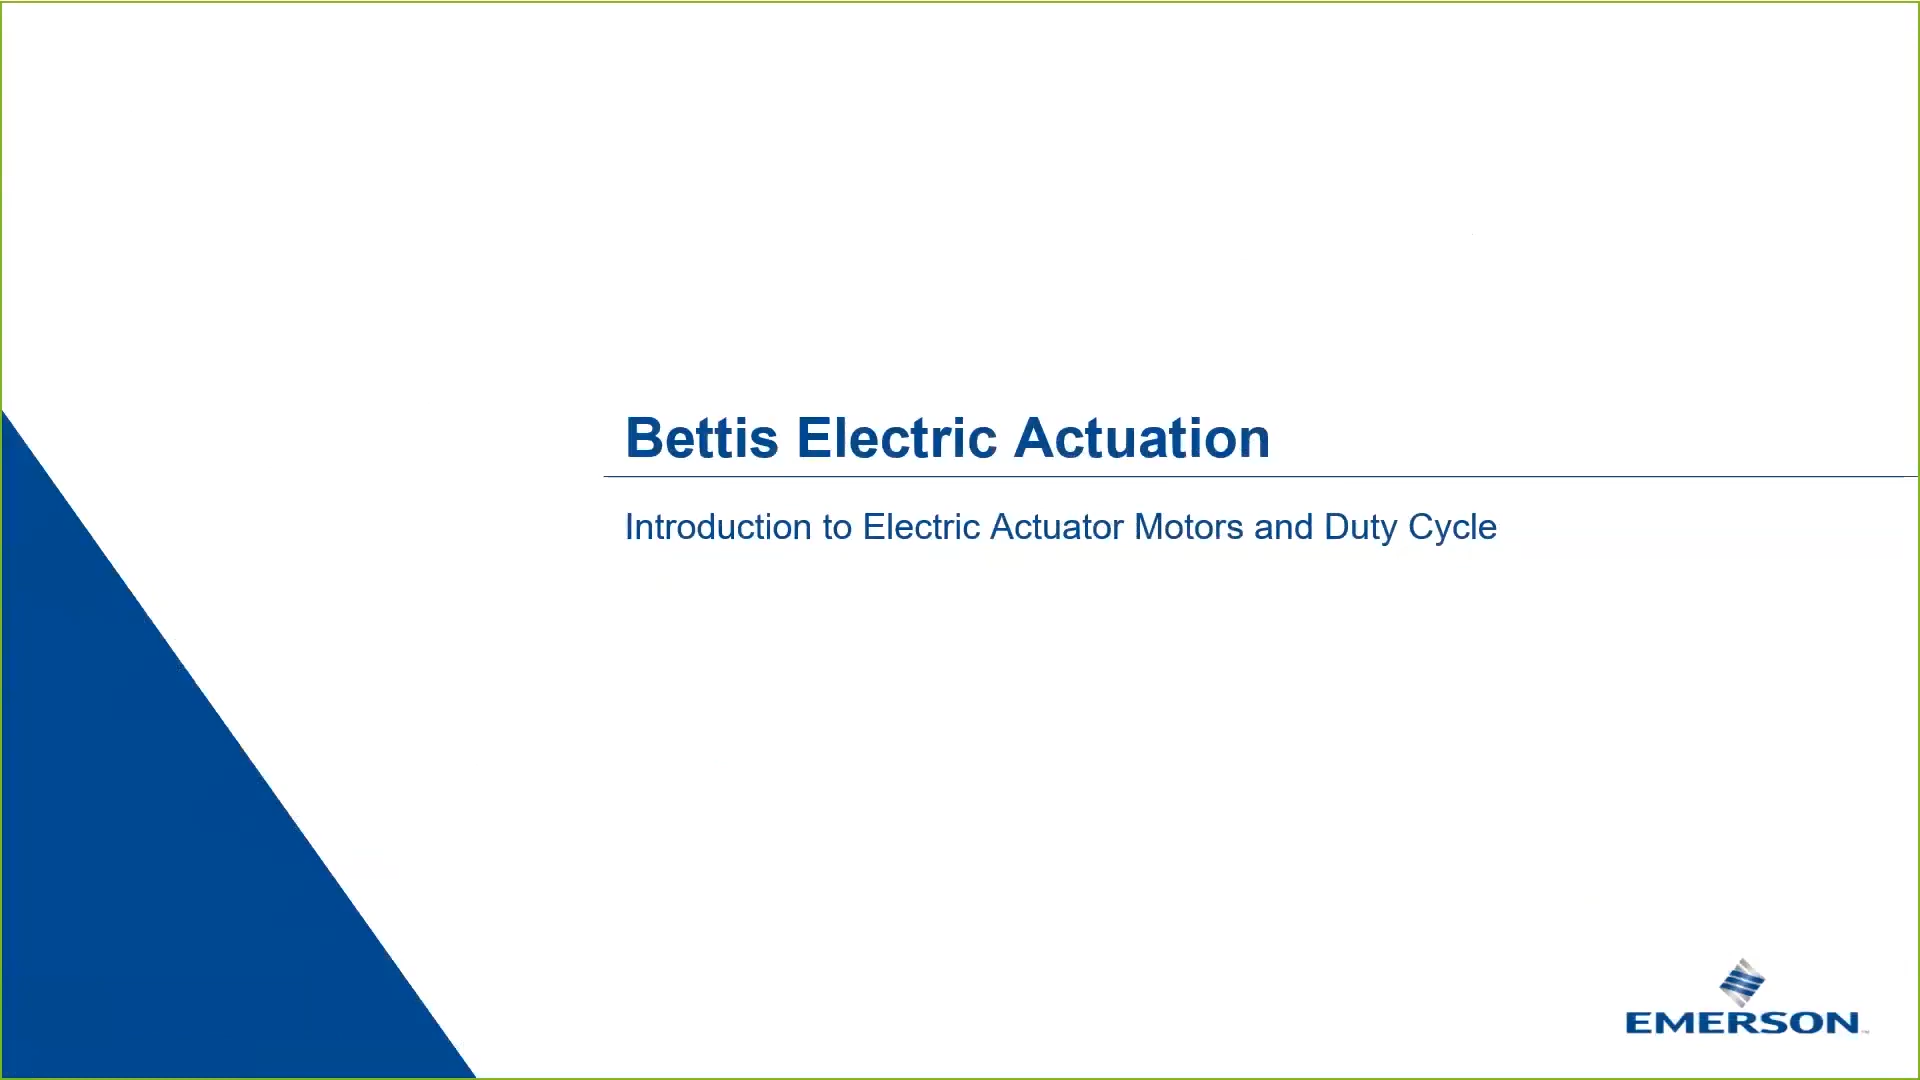 Bettis Electric Actuation
Introduction to Electric Actuator Motors and Duty Cycle
EMERSON